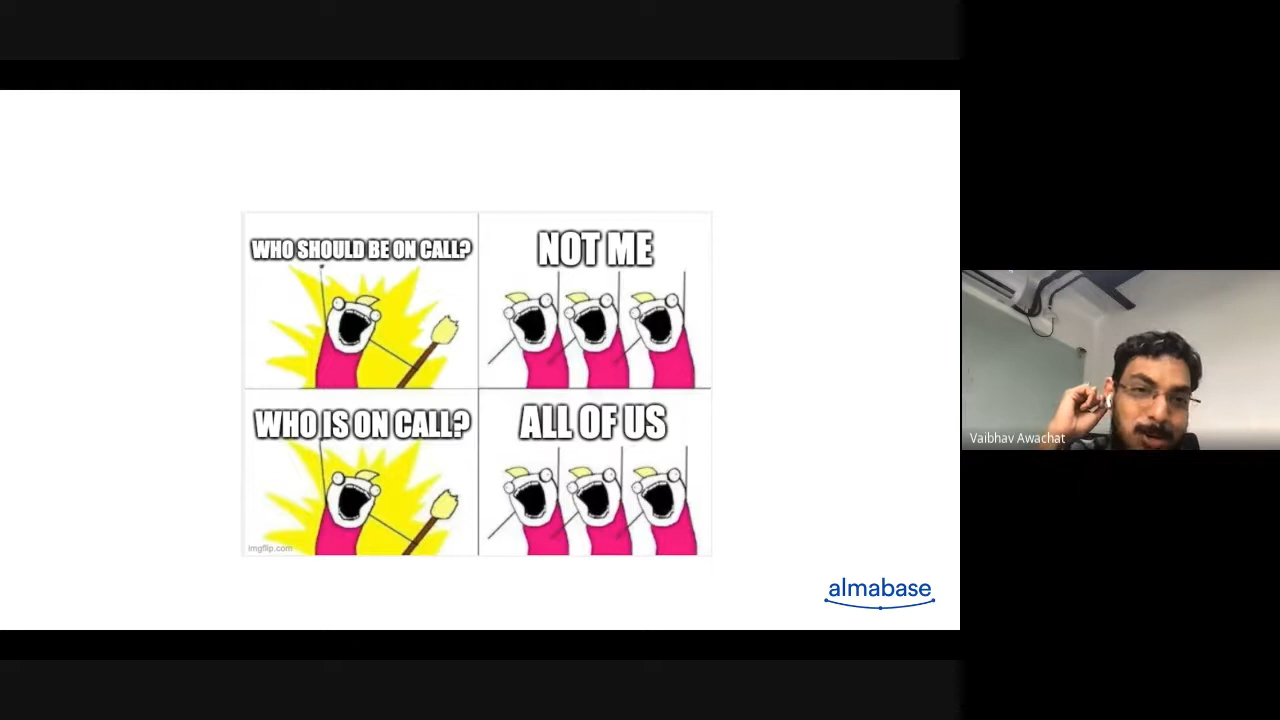 WHO SHOULD BE ON CALL?
NOT ME
WHO IS ON CALL?
ALL OF US
imgflip.com
almabase
Vaibhav Awachat